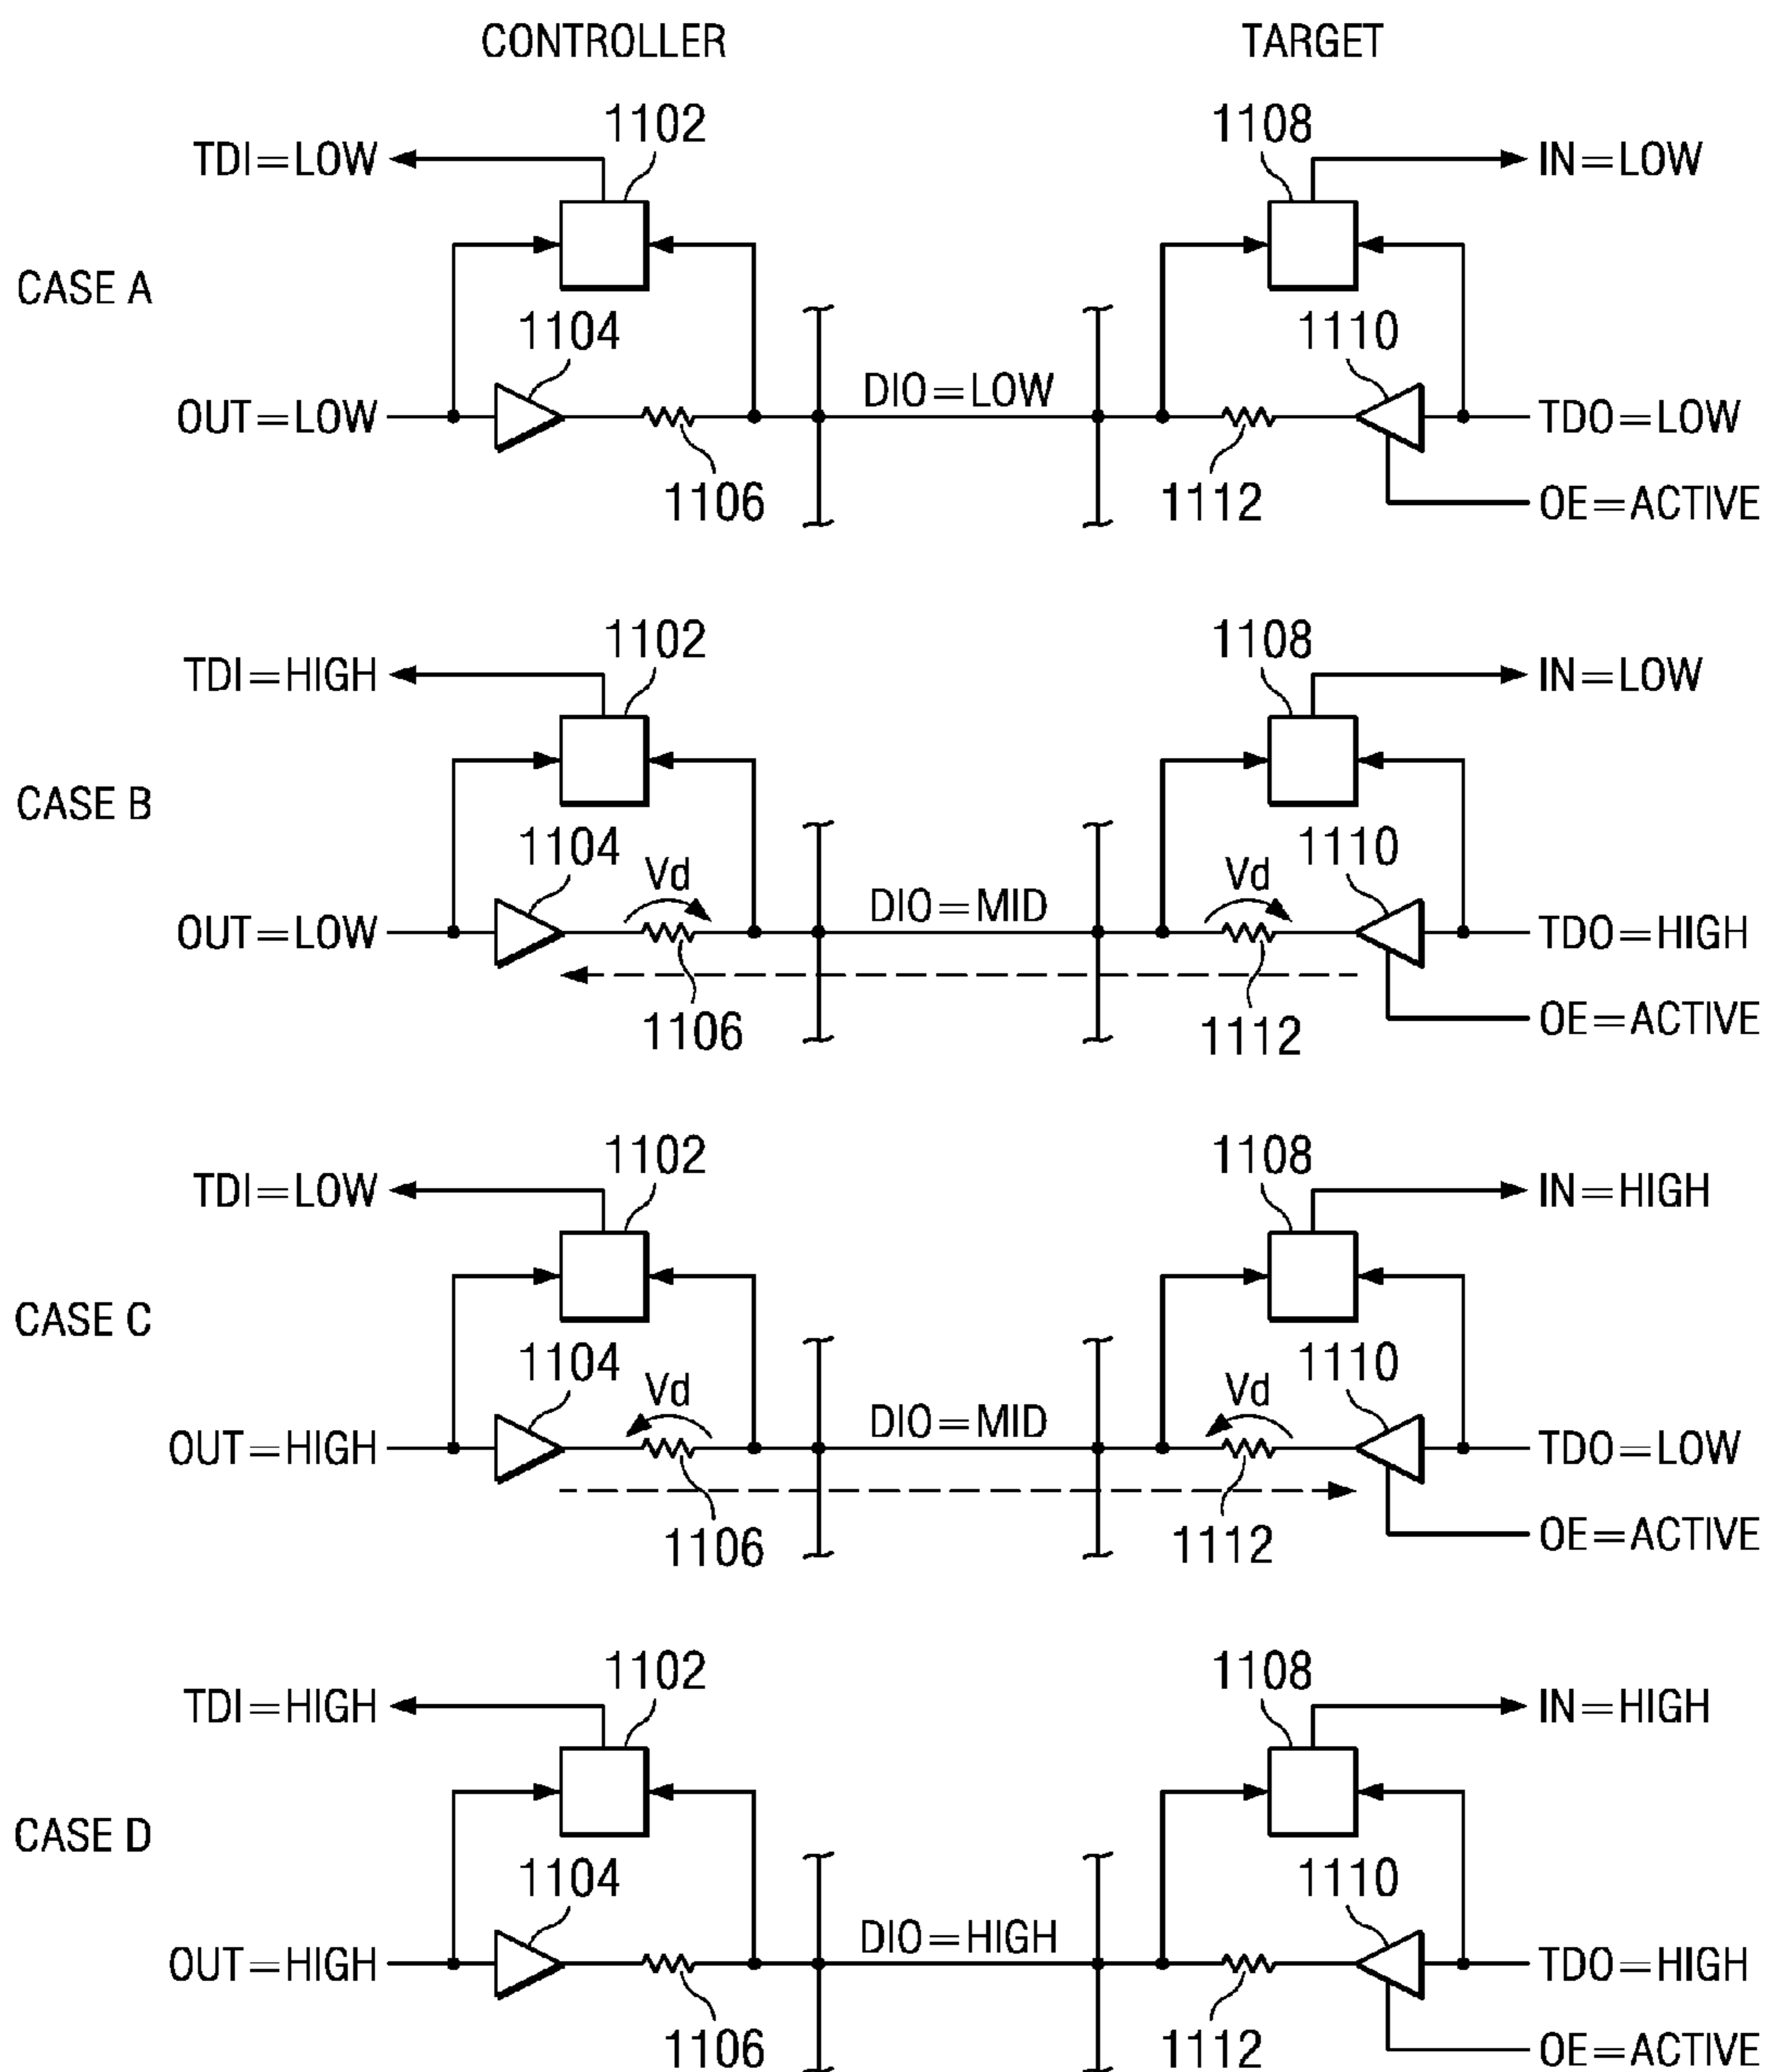 CONTROLLER TARGET
1102 1108
TDI=LOW IN=LOW
CASE A
1104 1110
DIO=LOW
OUT=LOW TDO=LOW
1106 1112 OE=ACTIVE
1102 1108
TDI=HIGH IN=LOW
CASE B
1104 1110
Vd Vd
DIO=MID
OUT=LOW TDO=HIGH
1106 1112 OE=ACTIVE
1102 1108
TDI=LOW IN=HIGH
CASE C
1104 1110
Vd Vd
DIO=MID
OUT=HIGH TDO=LOW
1106 1112 OE=ACTIVE
1102 1108
TDI=HIGH IN=HIGH
CASE D
1104 1110
DIO=HIGH
OUT=HIGH TDO=HIGH
1106 1112 OE=ACTIVE